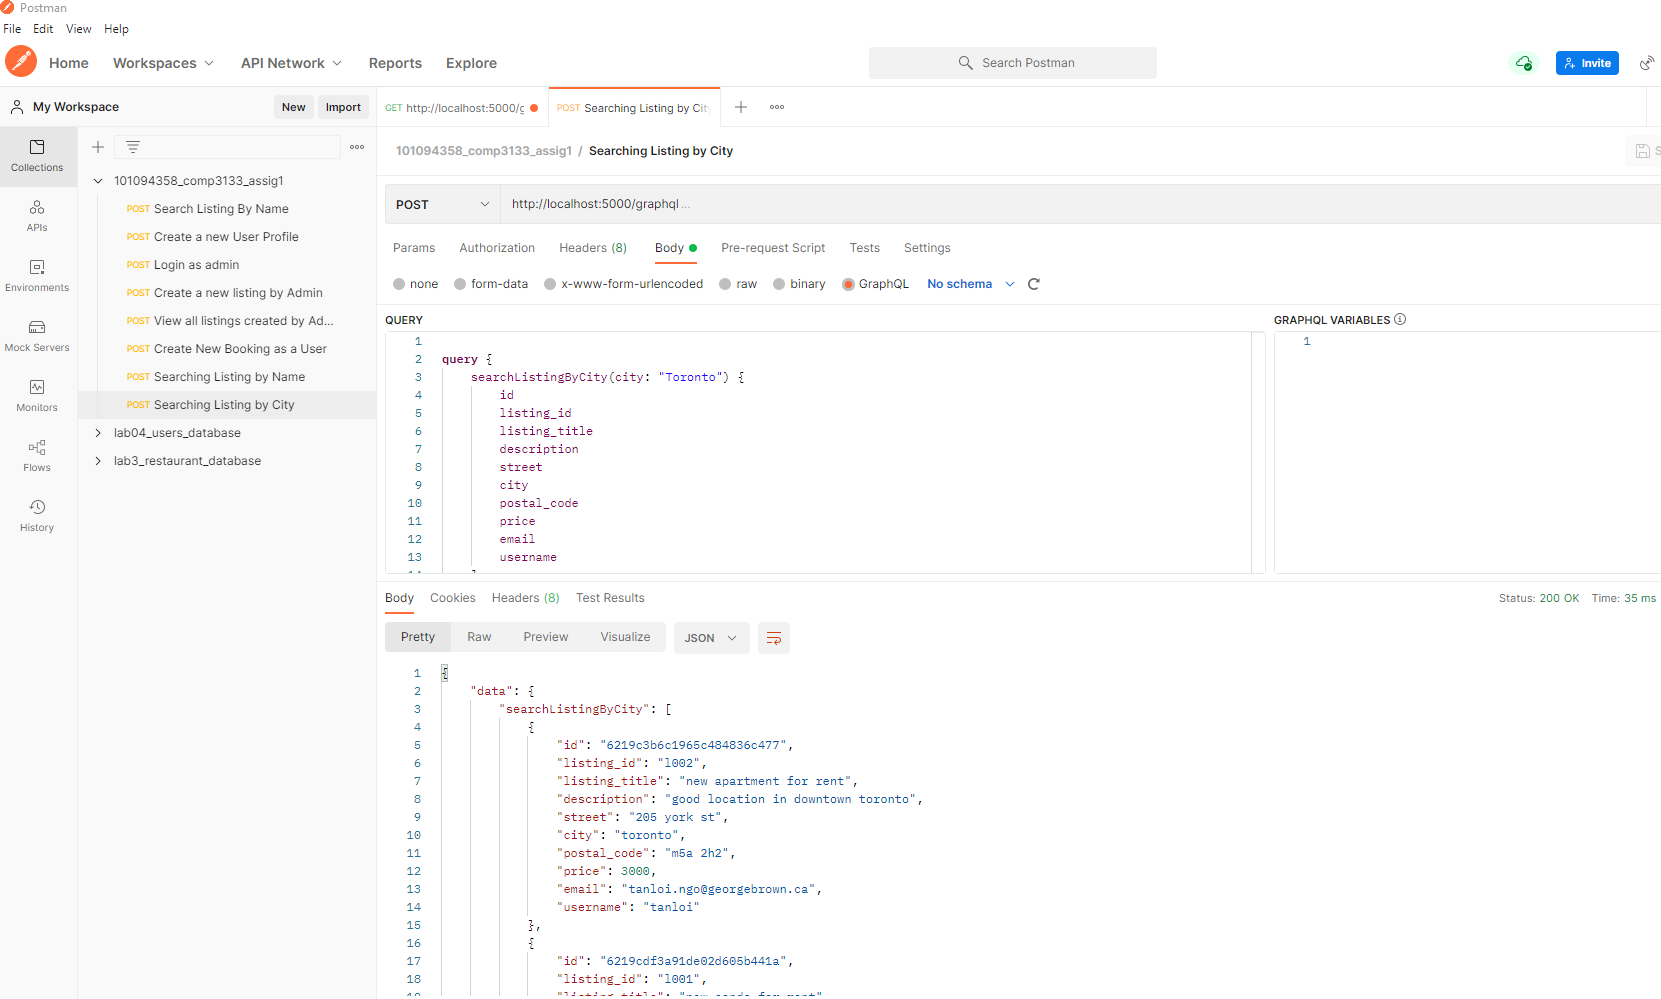 Postman
File Edit View Help
Home Workspaces API Network Reports Explore Search Postman Invite
My Workspace New Import GET http://localhost:5000/g POST Searching Listing by City
Collections
APIs
Environments
Mock Servers
Monitors
Flows
History
101094358_comp3133_assig1
POST Search Listing By Name
POST Create a new User Profile
POST Login as admin
POST Create a new listing by Admin
POST View all listings created by Ad...
POST Create New Booking as a User
POST Searching Listing by Name
POST Searching Listing by City
lab04_users_database
lab3_restaurant_database
101094358_comp3133_assig1 / Searching Listing by City S
POST http://localhost:5000/graphql ...
Params Authorization Headers (8) Body Pre-request Script Tests Settings
none form-data x-www-form-urlencoded raw binary GraphQL No schema
QUERY GRAPHQL VARIABLES
1 1
2 query {
3 searchListingByCity(city: "Toronto") {
4 id
5 listing_id
6 listing_title
7 description
8 street
9 city
10 postal_code
11 price
12 email
13 username
Body Cookies Headers (8) Test Results Status: 200 OK Time: 35 ms
Pretty Raw Preview Visualize JSON
1 {
2 "data": {
3 "searchListingByCity": [
4 {
5 "id": "6219c3b6c1965c484836c477",
6 "listing_id": "l002",
7 "listing_title": "new apartment for rent",
8 "description": "good location in downtown toronto",
9 "street": "205 york st",
10 "city": "toronto",
11 "postal_code": "m5a 2h2",
12 "price": 3000,
13 "email": "tanloi.ngo@georgebrown.ca",
14 "username": "tanloi"
15 },
16 {
17 "id": "6219cdf3a91de02d605b441a",
18 "listing_id": "l001",